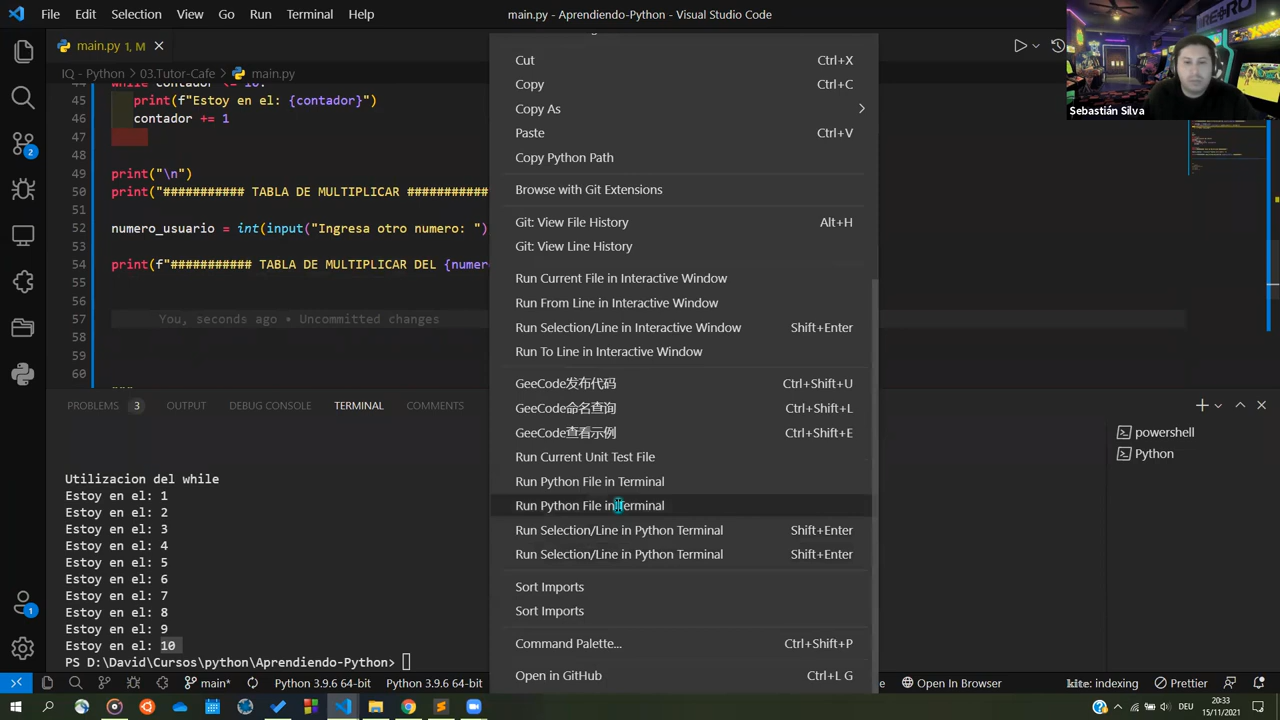 File Edit Selection View Go Run Terminal Help
main.py - Aprendiendo-Python - Visual Studio Code
main.py 1, M
IQ - Python > 03.Tutor-Cafe > main.py
44 while contador <= 10:
45 print(f"Estoy en el: {contador}")
46 contador += 1
47
48
49 print("\n")
50 print("########### TABLA DE MULTIPLICAR ###########
51
52 numero_usuario = int(input("Ingresa otro numero: ")
53
54 print(f"########### TABLA DE MULTIPLICAR DEL {numer
55
56
57 You, seconds ago • Uncommitted changes
58
59
60
Cut Ctrl+X
Copy Ctrl+C
Copy As
Paste Ctrl+V
Copy Python Path
Browse with Git Extensions
Git: View File History Alt+H
Git: View Line History
Run Current File in Interactive Window
Run From Line in Interactive Window
Run Selection/Line in Interactive Window Shift+Enter
Run To Line in Interactive Window
GeeCode发布代码 Ctrl+Shift+U
GeeCode命名查询 Ctrl+Shift+L
GeeCode查看示例 Ctrl+Shift+E
Run Current Unit Test File
Run Python File in Terminal
Run Python File in Terminal
Run Selection/Line in Python Terminal Shift+Enter
Run Selection/Line in Python Terminal Shift+Enter
Sort Imports
Sort Imports
Command Palette... Ctrl+Shift+P
Open in GitHub Ctrl+L G
RETRO
Sebastián Silva
PROBLEMS 3 OUTPUT DEBUG CONSOLE TERMINAL COMMENTS
powershell
Python
Utilizacion del while
Estoy en el: 1
Estoy en el: 2
Estoy en el: 3
Estoy en el: 4
Estoy en el: 5
Estoy en el: 6
Estoy en el: 7
Estoy en el: 8
Estoy en el: 9
Estoy en el: 10
PS D:\David\Cursos\python\Aprendiendo-Python>
2
1
main* Python 3.9.6 64-bit Python 3.9.6 64-bit
Open In Browser kite: indexing Prettier
DEU
20:33
15/11/2021